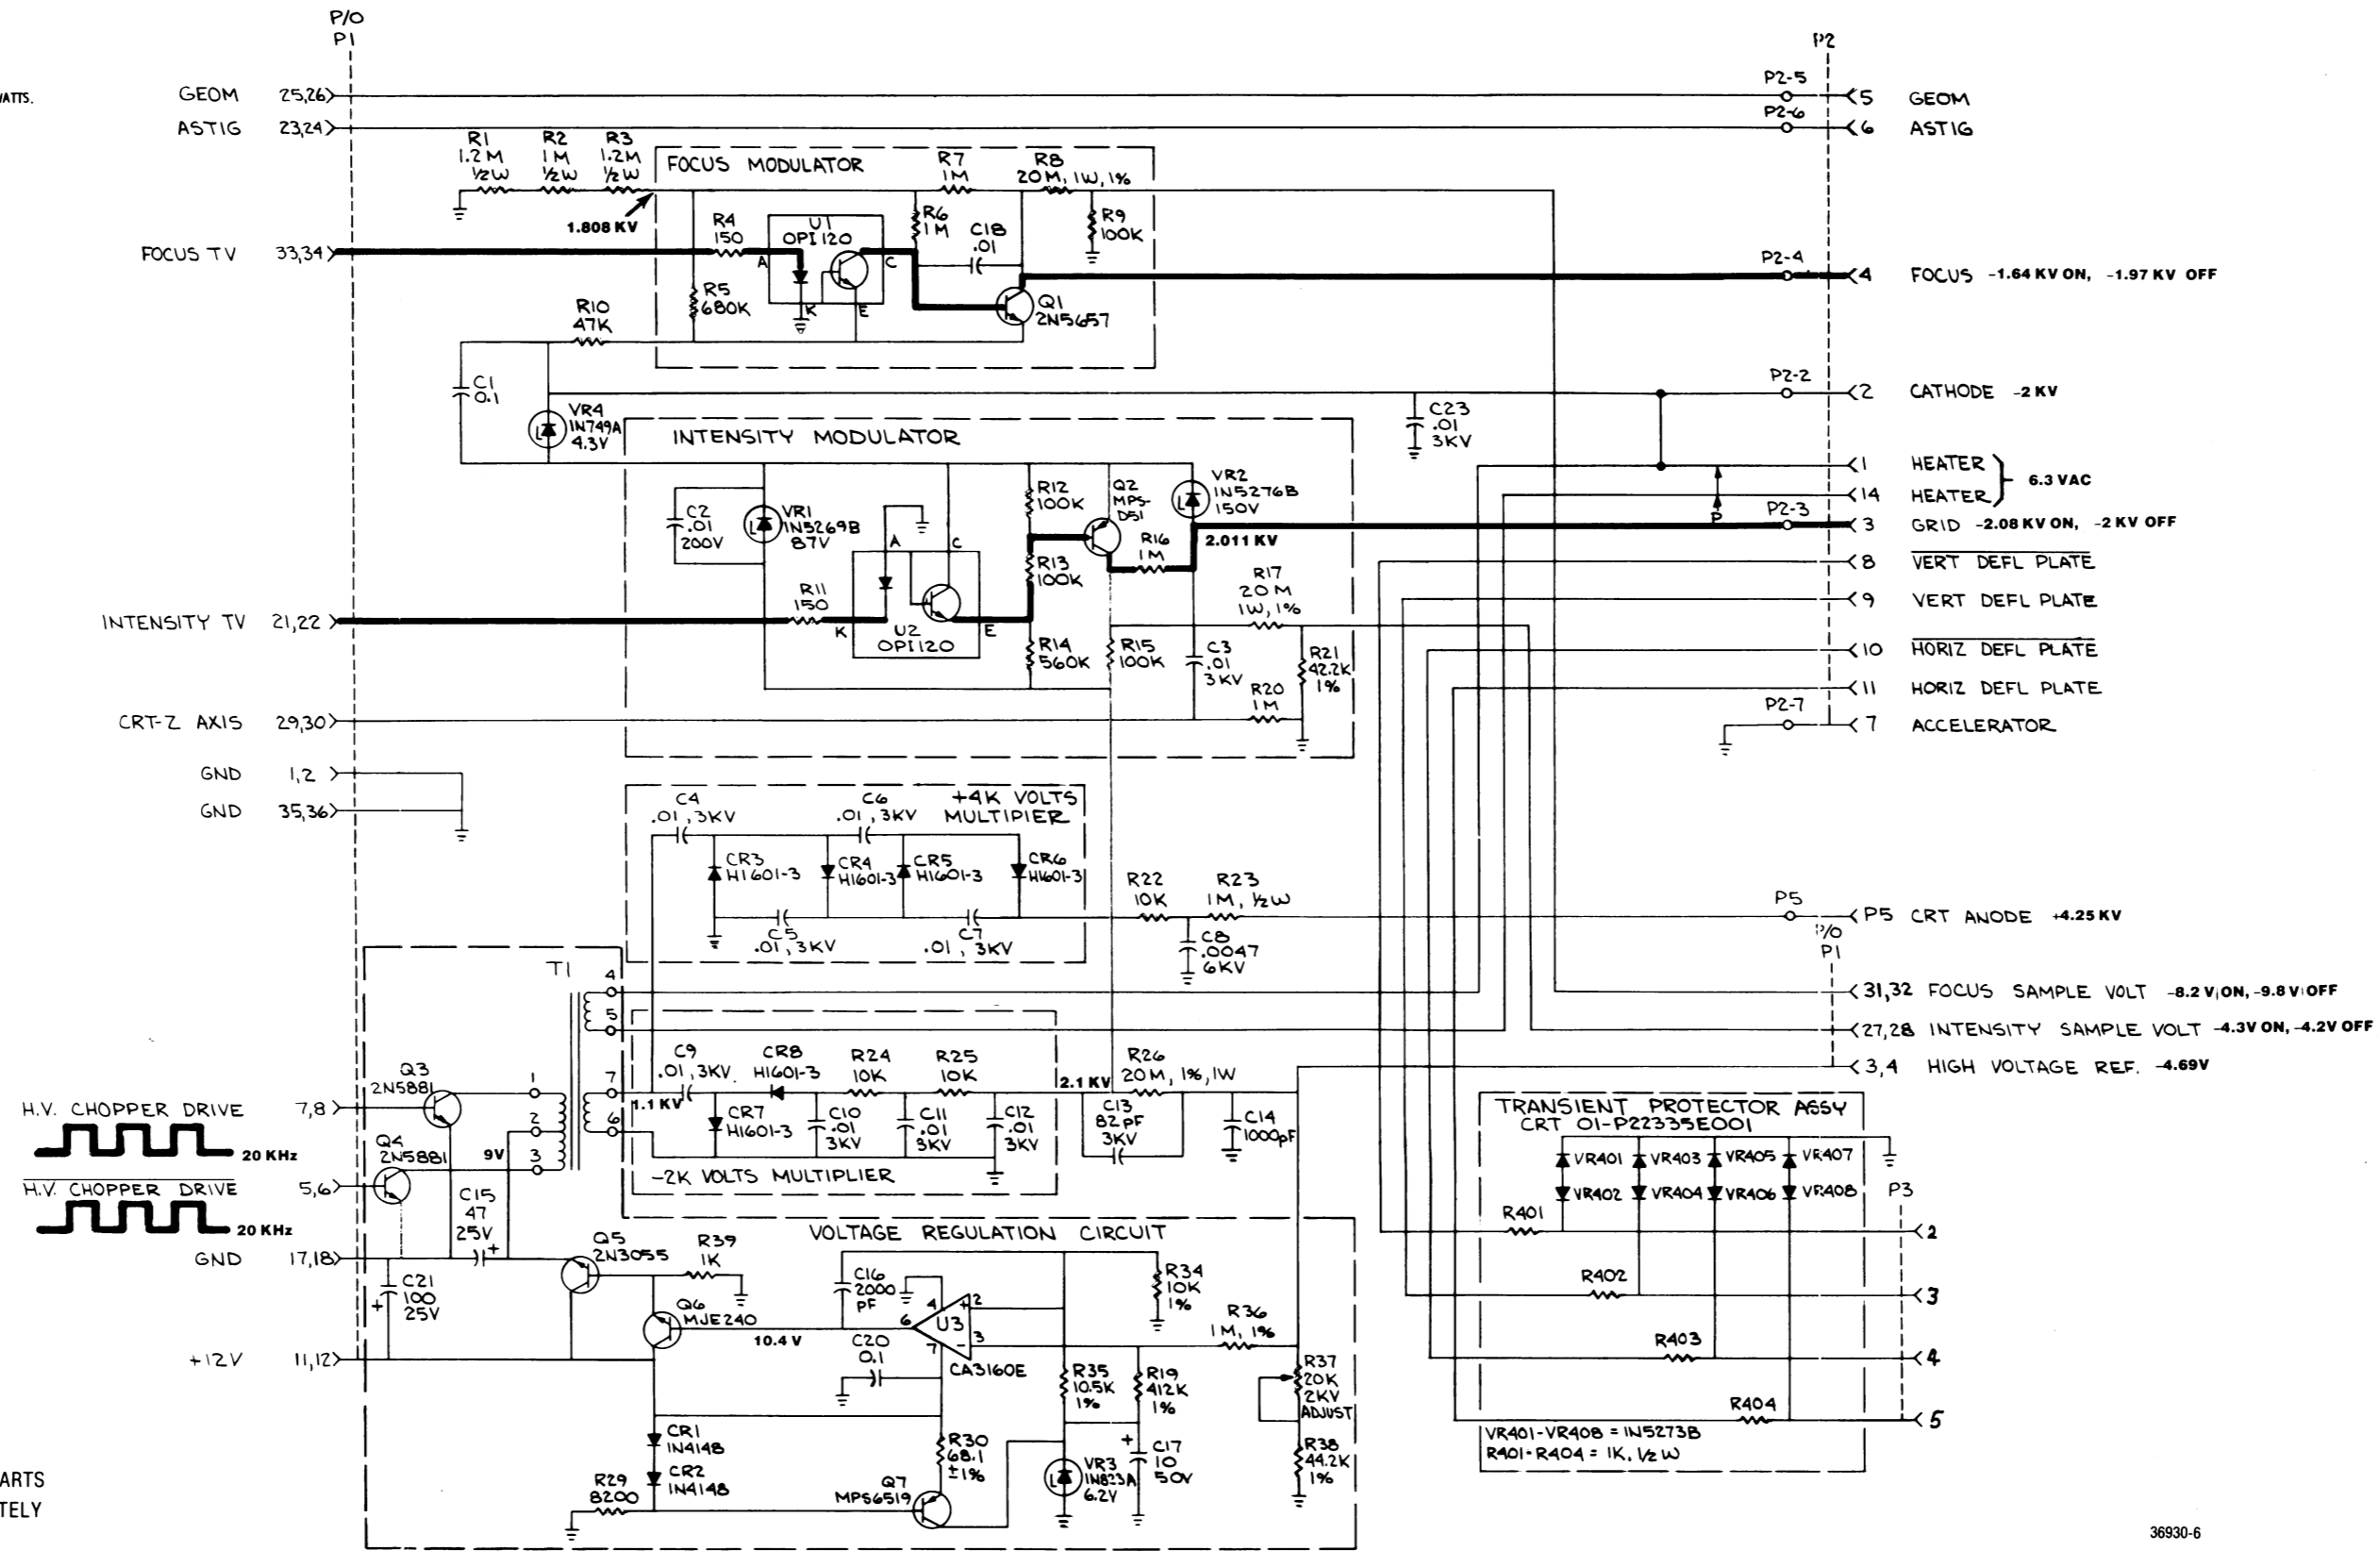 P/O
P1
P2
WATTS.
GEOM 25,26
P2-5
5 GEOM
ASTIG 23,24
P2-6
6 ASTIG
R1
1.2M
½W
R2
1M
½W
R3
1.2M
½W
FOCUS MODULATOR
R7
1M
R8
20M, 1W, 1%
1.808 KV
R4
150
U1
OPI120
R6
1M
C18
.01
R9
100K
FOCUS TV 33,34
A
C
K
E
P2-4
4 FOCUS -1.64 KV ON, -1.97 KV OFF
R5
680K
Q1
2N5657
R10
47K
C1
0.1
VR4
1N749A
4.3V
P2-2
2 CATHODE -2 KV
C23
.01
3KV
INTENSITY MODULATOR
1 HEATER
14 HEATER
6.3 VAC
P
C2
.01
200V
VR1
1N5269B
87V
R12
100K
Q2
MPS-
D51
VR2
1N5276B
150V
P2-3
3 GRID -2.08 KV ON, -2 KV OFF
2.011 KV
A
C
R13
100K
R16
1M
8 VERT DEFL PLATE
R11
150
R17
20M
1W, 1%
9 VERT DEFL PLATE
INTENSITY TV 21,22
K
U2
OPI120
E
R14
560K
R15
100K
C3
.01
3KV
R21
42.2K
1%
R20
1M
10 HORIZ DEFL PLATE
11 HORIZ DEFL PLATE
CRT-Z AXIS 29,30
P2-7
7 ACCELERATOR
GND 1,2
GND 35,36
C4
.01, 3KV
C6
.01, 3KV
+4K VOLTS
MULTIPIER
CR3
H1601-3
CR4
H1601-3
CR5
H1601-3
CR6
H1601-3
C5
.01, 3KV
C7
.01, 3KV
R22
10K
R23
1M, ½W
C8
.0047
6KV
P5
P5 CRT ANODE +4.25 KV
P/O
P1
T1
4
5
31,32 FOCUS SAMPLE VOLT -8.2 V ON, -9.8 V OFF
27,28 INTENSITY SAMPLE VOLT -4.3V ON, -4.2V OFF
3,4 HIGH VOLTAGE REF. -4.69V
Q3
2N5881
1
2
3
7
6
1.1 KV
C9
.01, 3KV
CR8
H1601-3
R24
10K
R25
10K
2.1 KV
R26
20M, 1%, 1W
CR7
H1601-3
C10
.01
3KV
C11
.01
3KV
C12
.01
3KV
C13
82PF
3KV
C14
1000pF
-2K VOLTS MULTIPLIER
H.V. CHOPPER DRIVE 7,8
20 KHz
Q4
2N5881
9V
H.V. CHOPPER DRIVE 5,6
20 KHz
C15
47
25V
+
GND 17,18
C21
100
25V
+
+12V 11,12
Q5
2N3055
R39
1K
VOLTAGE REGULATION CIRCUIT
Q6
MJE240
10.4 V
C16
2000
PF
4
+
2
6
U3
3
7
-
CA3160E
C20
0.1
R34
10K
1%
R36
1M, 1%
R35
10.5K
1%
R19
412K
1%
R37
20K
2KV
ADJUST
CR1
1N4148
CR2
1N4148
R29
8200
R30
68.1
±1%
Q7
MPS6519
VR3
1N823A
6.2V
+
C17
10
50V
R38
44.2K
1%
TRANSIENT PROTECTOR ASSY
CRT 01-P22335E001
VR401 VR403 VR405 VR407
VR402 VR404 VR406 VR408
P3
R401
2
R402
3
R403
4
R404
5
VR401-VR408 = 1N5273B
R401-R404 = 1K, ½W
ARTS
TELY
36930-6